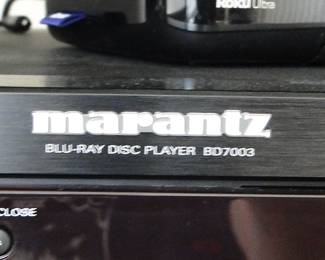 Roku Ultra
marantz
BLU-RAY DISC PLAYER BD7003
CLOSE